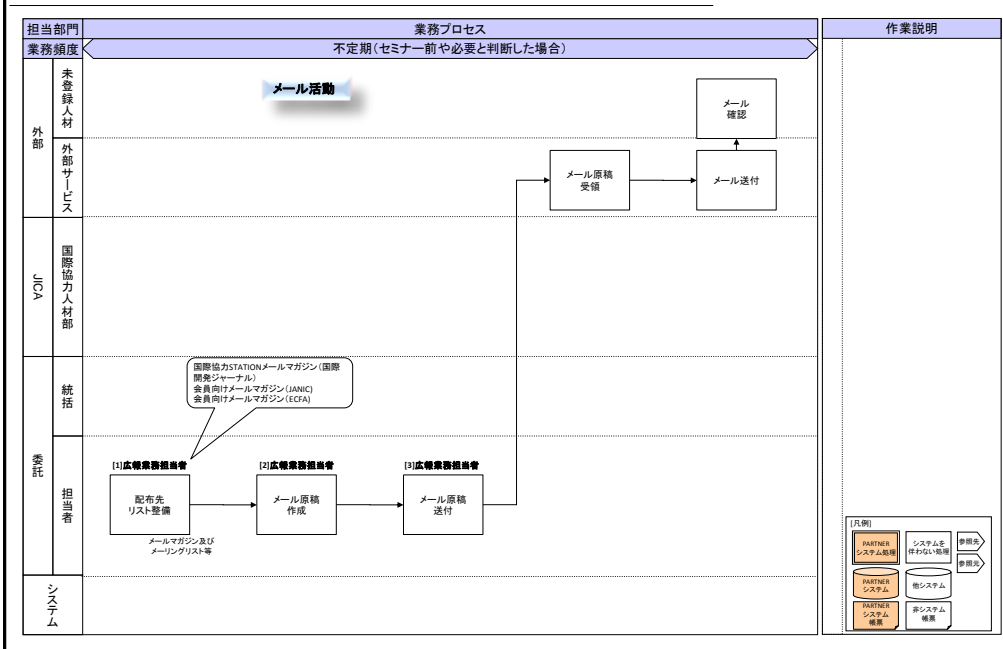 担当部門
業務プロセス
作業説明
業務頻度
不定期(セミナー前や必要と判断した場合)
外部
未登録人材
メール活動
メール
確認
外部サービス
メール原稿
受領
メール送付
JICA
国際協力人材部
委託
統括
国際協力STATIONメールマガジン(国際
開発ジャーナル)
会員向けメールマガジン(JANIC)
会員向けメールマガジン(ECFA)
担当者
[1]広報業務担当者
[2]広報業務担当者
[3]広報業務担当者
配布先
リスト整備
メール原稿
作成
メール原稿
送付
メールマガジン及び
メーリングリスト等
システム
[凡例]
PARTNER
システム処理
システムを
伴わない処理
参照先
参照元
PARTNER
システム
他システム
PARTNER
システム
帳票
非システム
帳票